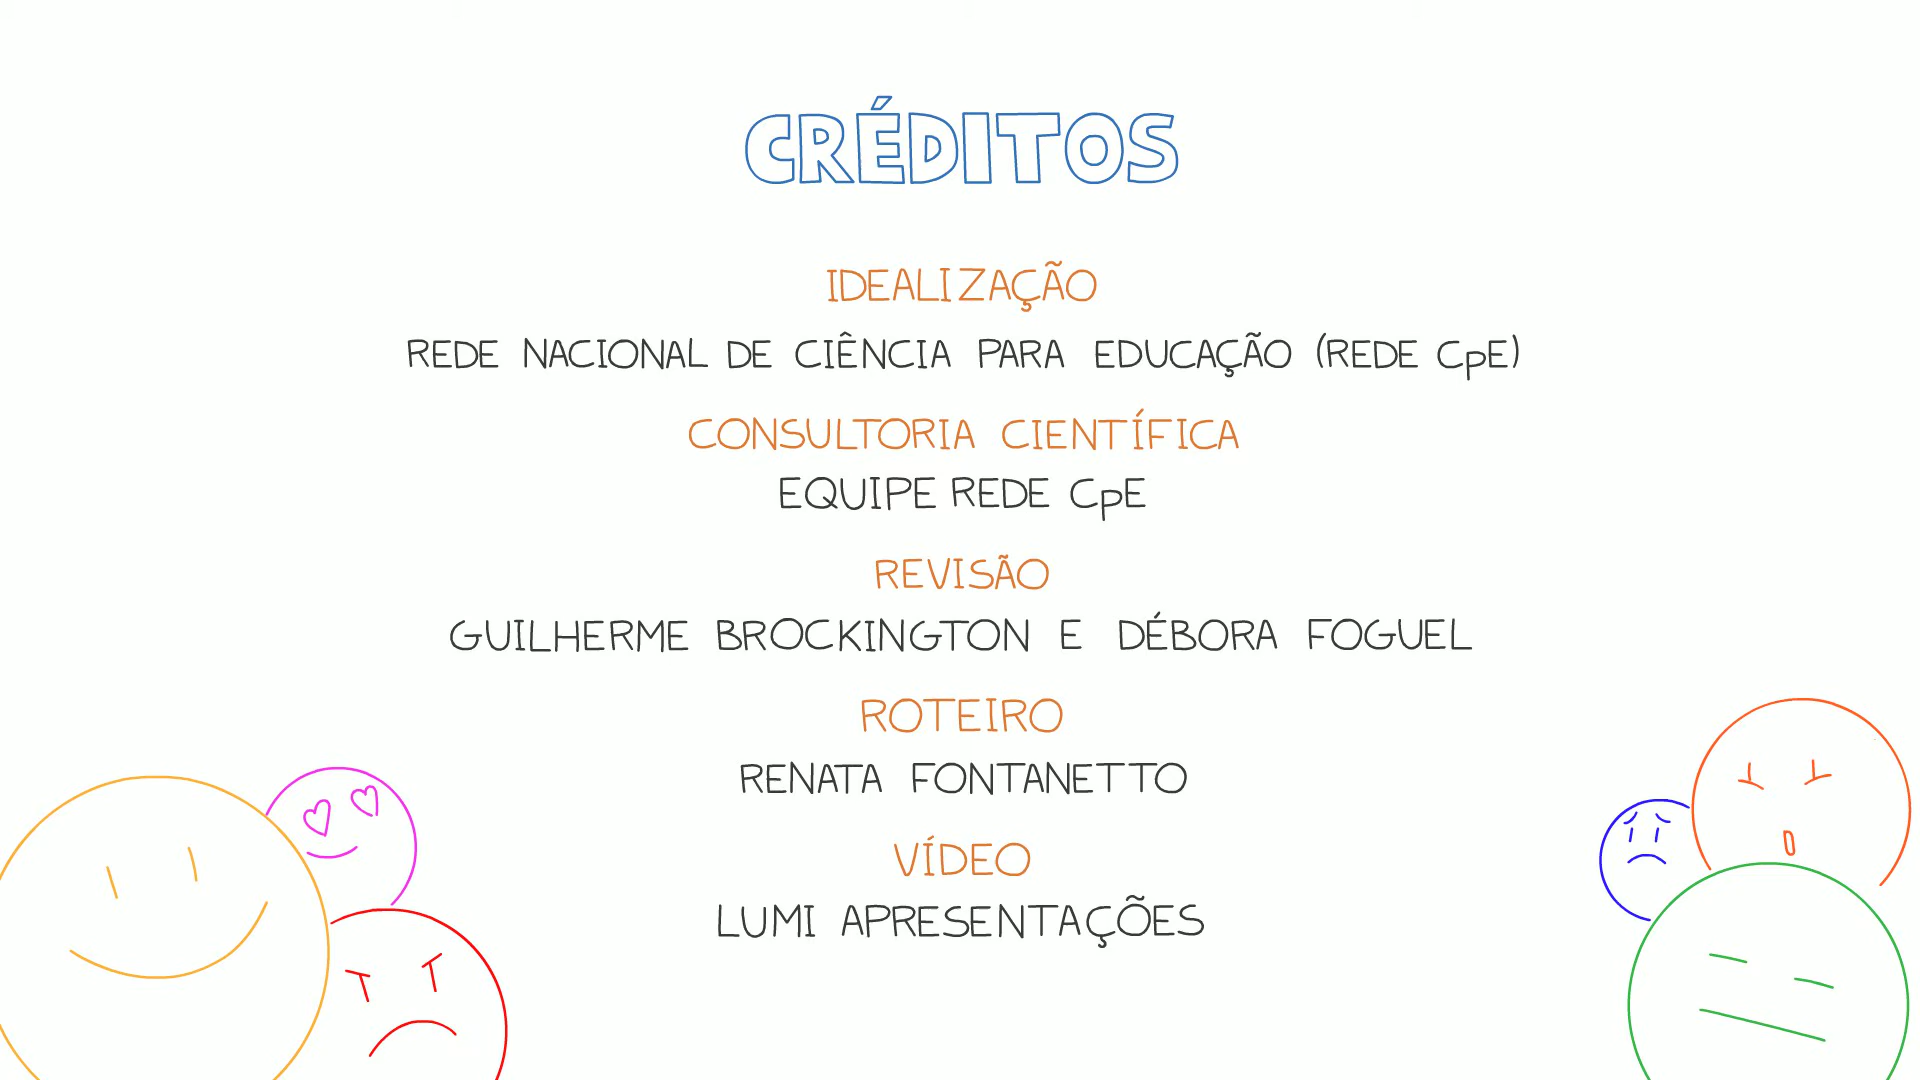 CRÉDITOS
IDEALIZAÇÃO
REDE NACIONAL DE CIÊNCIA PARA EDUCAÇÃO (REDE CpE)
CONSULTORIA CIENTÍFICA
EQUIPE REDE CpE
REVISÃO
GUILHERME BROCKINGTON E DÉBORA FOGUEL
ROTEIRO
RENATA FONTANETTO
VÍDEO
LUMI APRESENTAÇÕES